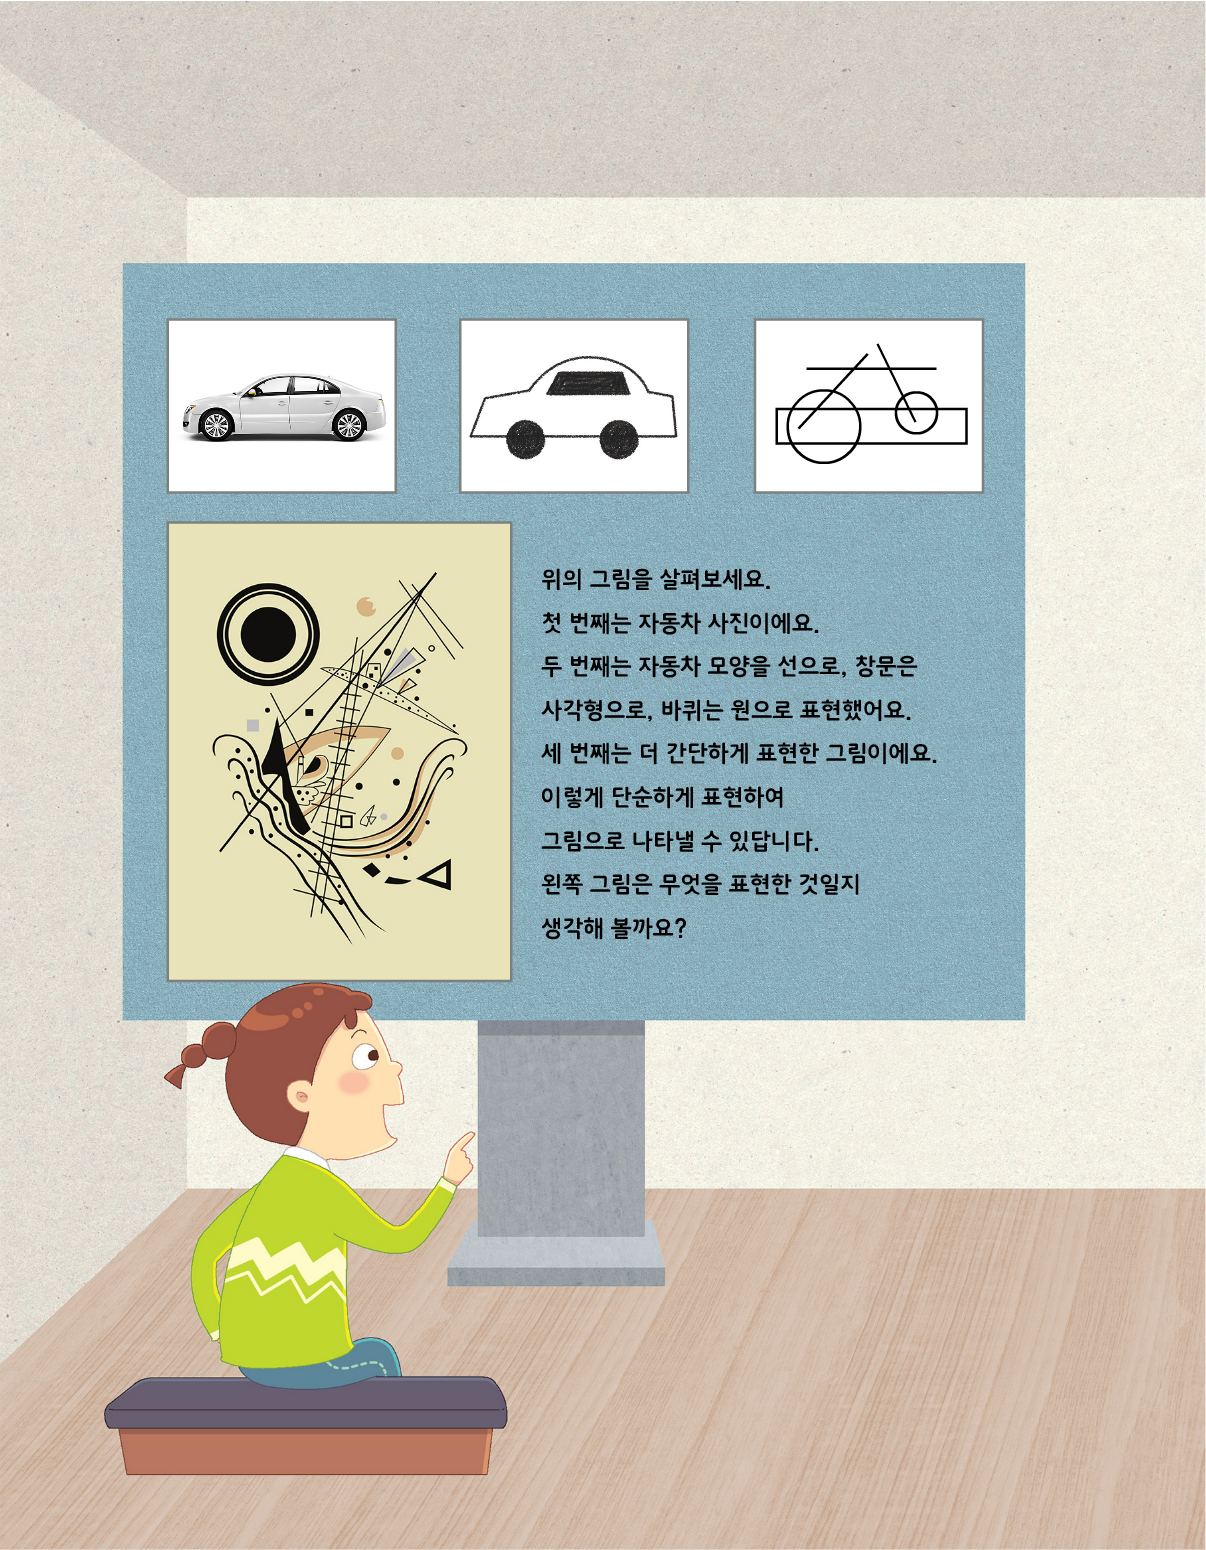 위의 그림을 살펴보세요.
첫 번째는 자동차 사진이에요.
두 번째는 자동차 모양을 선으로, 창문은
사각형으로, 바퀴는 원으로 표현했어요.
세 번째는 더 간단하게 표현한 그림이에요.
이렇게 단순하게 표현하여
그림으로 나타낼 수 있답니다.
왼쪽 그림은 무엇을 표현한 것일지
생각해 볼까요?